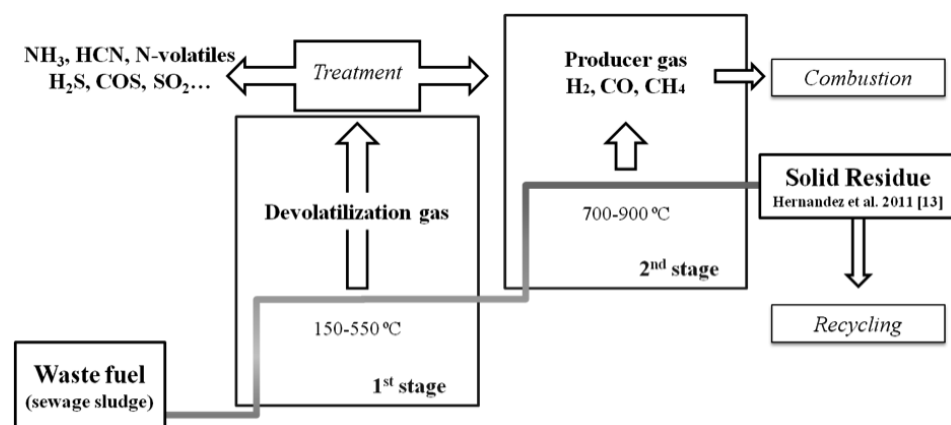 NH₃, HCN, N-volatiles
H₂S, COS, SO₂…
Treatment
Producer gas
H₂, CO, CH₄
Combustion
Devolatilization gas
150-550 ºC
1st stage
700-900 ºC
2nd stage
Solid Residue
Hernandez et al. 2011 [13]
Recycling
Waste fuel
(sewage sludge)